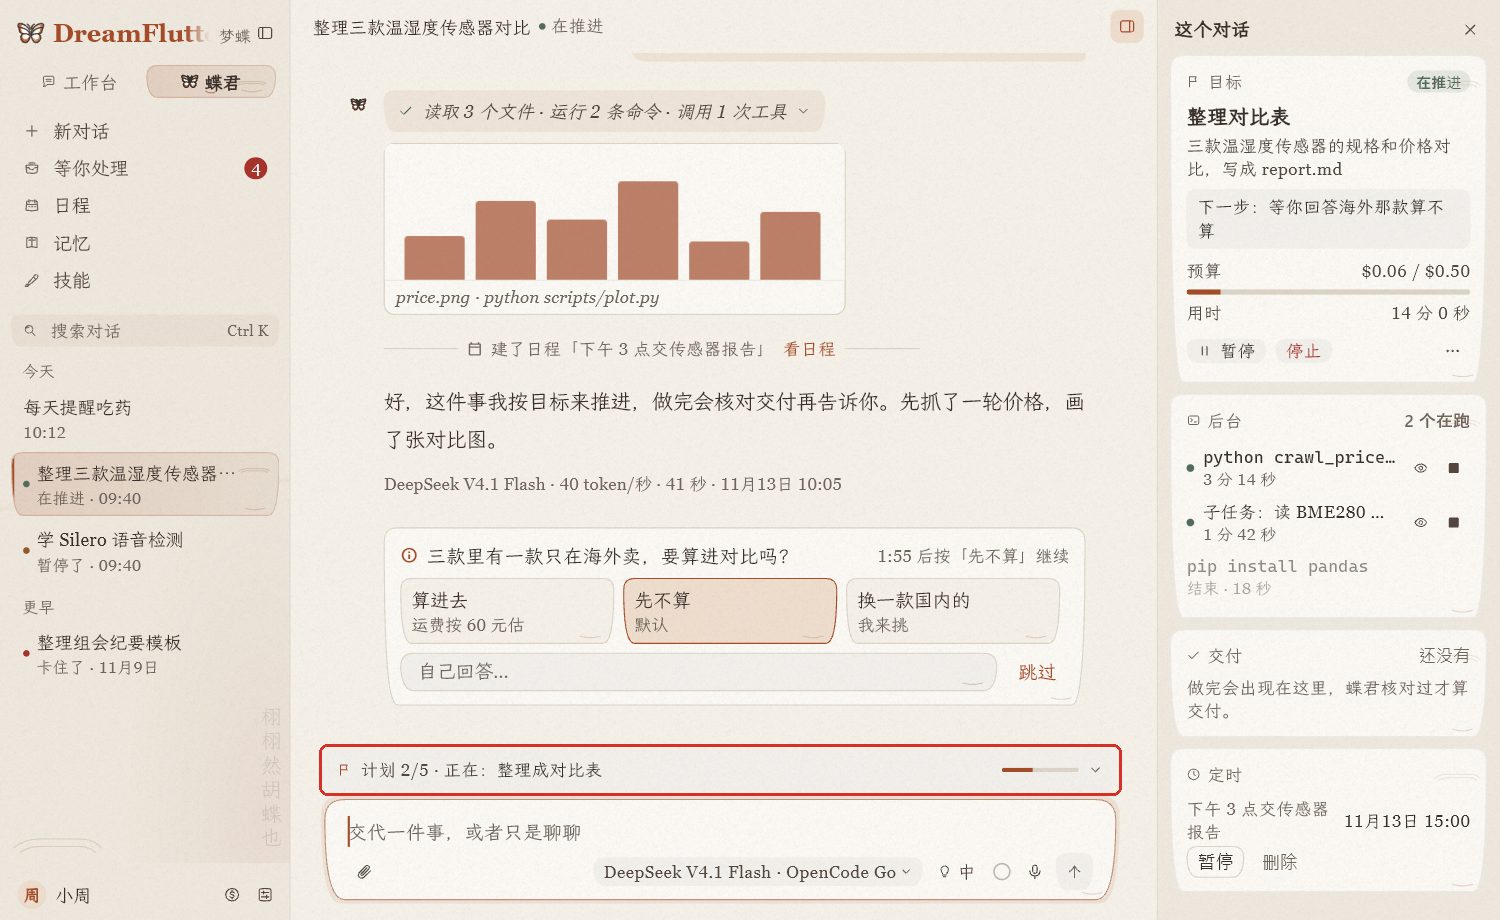 DreamFlutt
梦蝶
工作台
蝶君
新对话
等你处理
4
日程
记忆
技能
搜索对话
Ctrl K
今天
每天提醒吃药
10:12
整理三款温湿度传感器…
在推进 · 09:40
学 Silero 语音检测
暂停了 · 09:40
更早
整理组会纪要模板
卡住了 · 11月9日
栩栩然胡蝶也
周
小周
整理三款温湿度传感器对比
在推进
读取 3 个文件 · 运行 2 条命令 · 调用 1 次工具
price.png · python scripts/plot.py
建了日程「下午 3 点交传感器报告」
看日程
好，这件事我按目标来推进，做完会核对交付再告诉你。先抓了一轮价格，画
了张对比图。
DeepSeek V4.1 Flash · 40 token/秒 · 41 秒 · 11月13日 10:05
三款里有一款只在海外卖，要算进对比吗？
1:55 后按「先不算」继续
算进去
运费按 60 元估
先不算
默认
换一款国内的
我来挑
自己回答...
跳过
计划 2/5 · 正在：整理成对比表
交代一件事，或者只是聊聊
DeepSeek V4.1 Flash · OpenCode Go
中
这个对话
目标
在推进
整理对比表
三款温湿度传感器的规格和价格对
比，写成 report.md
下一步：等你回答海外那款算不
算
预算
$0.06 / $0.50
用时
14 分 0 秒
暂停
停止
后台
2 个在跑
python crawl_price…
3 分 14 秒
子任务：读 BME280 …
1 分 42 秒
pip install pandas
结束 · 18 秒
交付
还没有
做完会出现在这里，蝶君核对过才算
交付。
定时
下午 3 点交传感器
报告
11月13日 15:00
暂停
删除